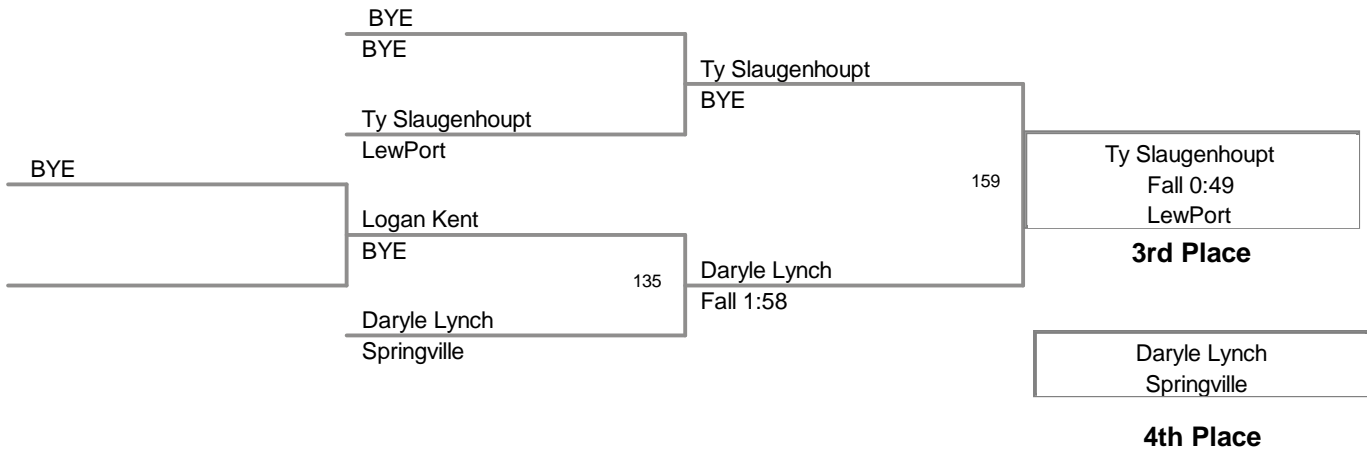 BYE
BYE
Ty Slaugenhoupt
BYE
Ty Slaugenhoupt
LewPort
BYE
159
Ty Slaugenhoupt
Fall 0:49
LewPort
3rd Place
Logan Kent
BYE
135
Daryle Lynch
Fall 1:58
Daryle Lynch
Springville
Daryle Lynch
Springville
4th Place